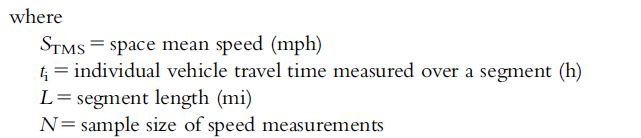 where
S_TMS = space mean speed (mph)
t_i = individual vehicle travel time measured over a segment (h)
L = segment length (mi)
N = sample size of speed measurements